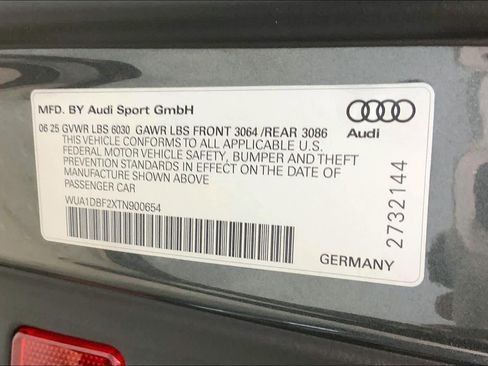 MFD. BY Audi Sport GmbH
Audi
06 25 GVWR LBS 6030 GAWR LBS FRONT 3064 /REAR 3086
THIS VEHICLE CONFORMS TO ALL APPLICABLE U.S.
FEDERAL MOTOR VEHICLE SAFETY, BUMPER AND THEFT
PREVENTION STANDARDS IN EFFECT ON THE DATE OF
MANUFACTURE SHOWN ABOVE
PASSENGER CAR
WUA1DBF2XTN900654
2732144
GERMANY